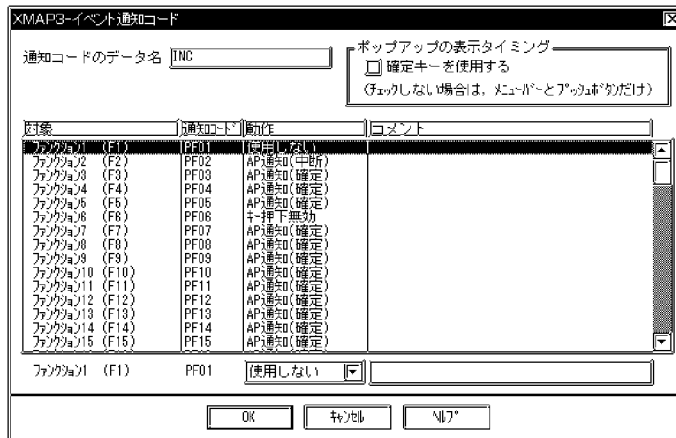 XMAP3-イベント通知コード
通知コードのデータ名 INC
ポップアップの表示タイミング
確定キーを使用する
(チェックしない場合は，メニューバーとプッシュボタンだけ)
対象 通知コード 動作 コメント
ファンクション1 (F1) PF01 使用しない
ファンクション2 (F2) PF02 AP通知(中断)
ファンクション3 (F3) PF03 AP通知(確定)
ファンクション4 (F4) PF04 AP通知(確定)
ファンクション5 (F5) PF05 AP通知(確定)
ファンクション6 (F6) PF06 キー押下無効
ファンクション7 (F7) PF07 AP通知(確定)
ファンクション8 (F8) PF08 AP通知(確定)
ファンクション9 (F9) PF09 AP通知(確定)
ファンクション10 (F10) PF10 AP通知(確定)
ファンクション11 (F11) PF11 AP通知(確定)
ファンクション12 (F12) PF12 AP通知(確定)
ファンクション13 (F13) PF13 AP通知(確定)
ファンクション14 (F14) PF14 AP通知(確定)
ファンクション15 (F15) PF15 AP通知(確定)
ファンクション1 (F1) PF01 使用しない
OK キャンセル ヘルプ